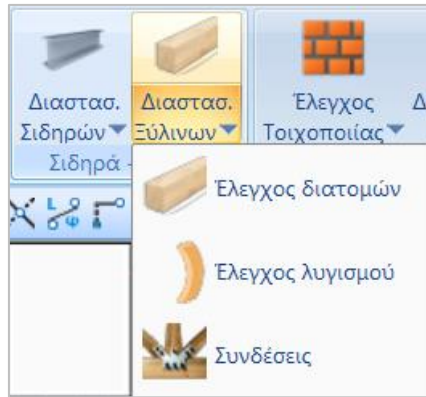 Διαστασ. Διαστασ. Έλεγχος Δ
Σιδηρών Ξύλινων Τοιχοποιίας
Σιδηρά -
Έλεγχος διατομών
L φ
Έλεγχος λυγισμού
Συνδέσεις